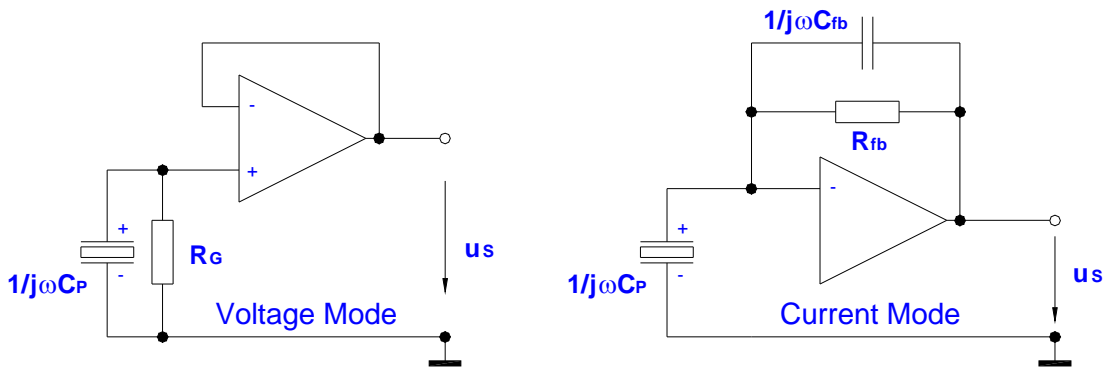 -
+
+
-
1/jωCP
RG
uS
Voltage Mode
1/jωCfb
Rfb
-
+
-
1/jωCP
uS
Current Mode